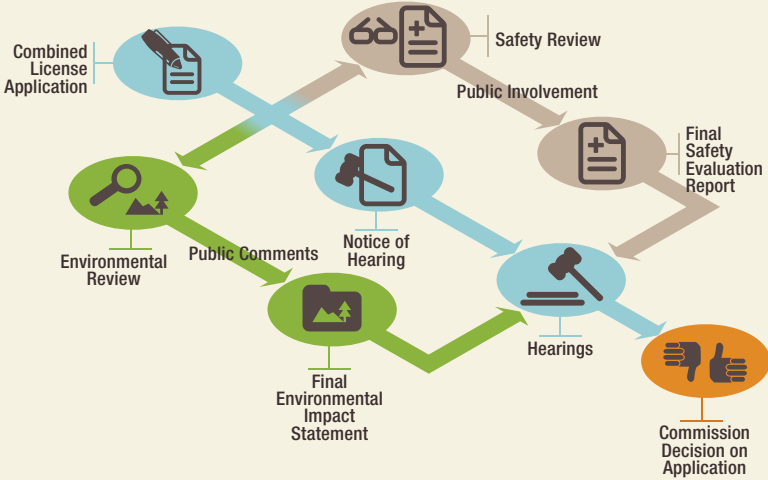 Combined
License
Application
Safety Review
Public Involvement
Final
Safety
Evaluation
Report
Notice of
Hearing
Environmental
Review
Public Comments
Hearings
Final
Environmental
Impact
Statement
Commission
Decision on
Application